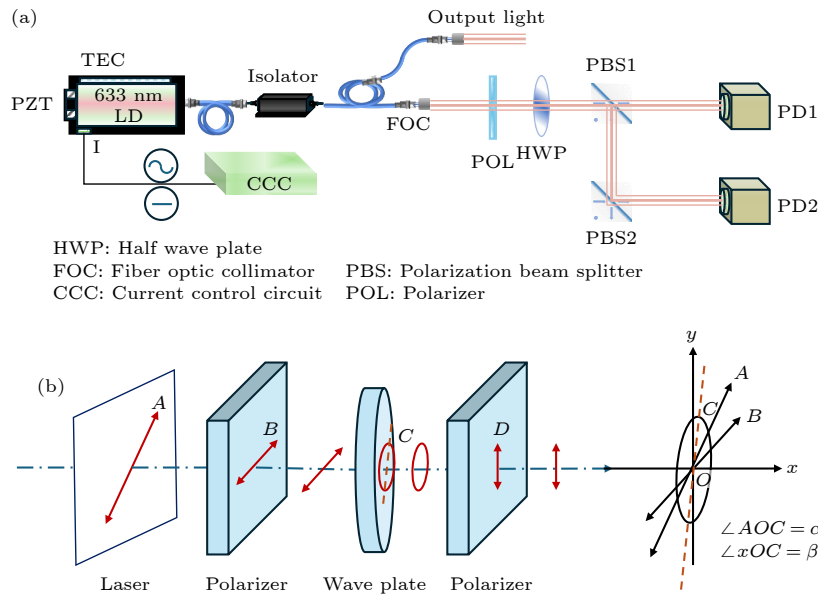 (a)
Output light
TEC
Isolator
PBS1
PZT
633 nm
LD
FOC
PD1
I
POL
HWP
CCC
PD2
PBS2
HWP: Half wave plate
FOC: Fiber optic collimator PBS: Polarization beam splitter
CCC: Current control circuit POL: Polarizer
(b)
y
A
A
C
B
B
C
D
x
O
∠AOC = α
∠xOC = β
Laser Polarizer Wave plate Polarizer